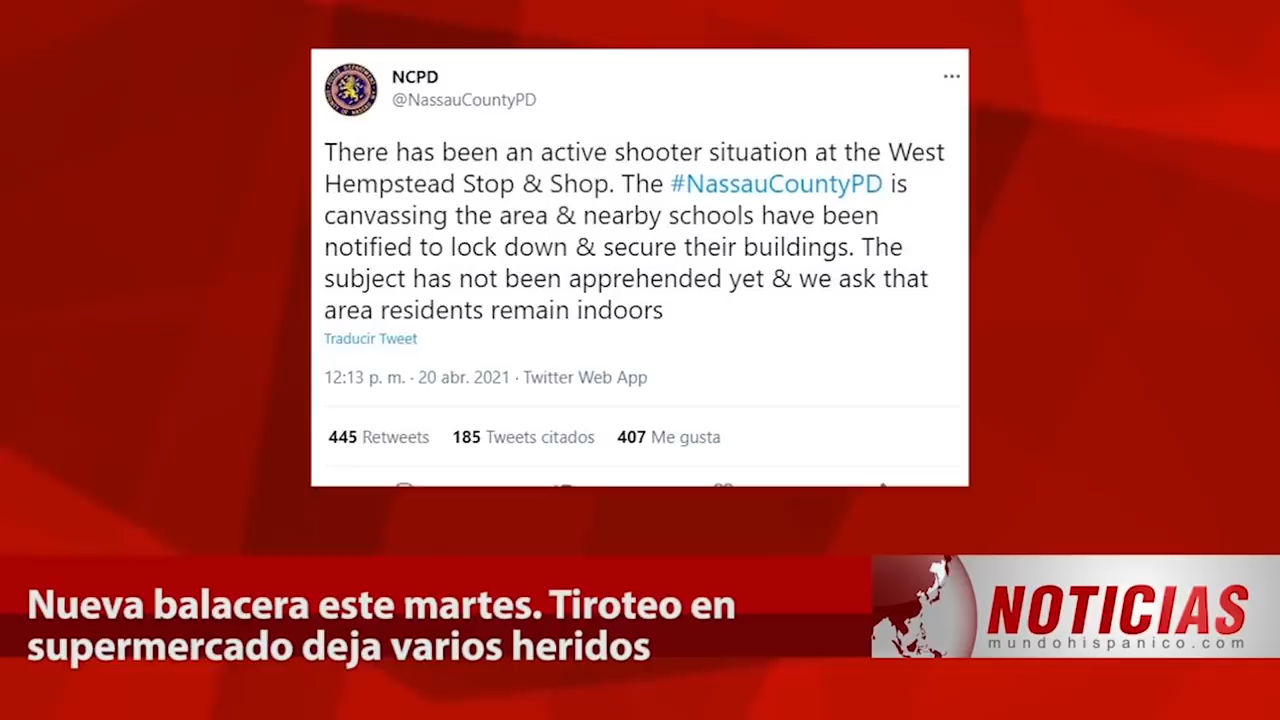 NCPD
@NassauCountyPD
There has been an active shooter situation at the West
Hempstead Stop & Shop. The #NassauCountyPD is
canvassing the area & nearby schools have been
notified to lock down & secure their buildings. The
subject has not been apprehended yet & we ask that
area residents remain indoors
Traducir Tweet
12:13 p. m. · 20 abr. 2021 · Twitter Web App
445 Retweets 185 Tweets citados 407 Me gusta
Nueva balacera este martes. Tiroteo en
supermercado deja varios heridos
NOTICIAS
mundohispanico.com